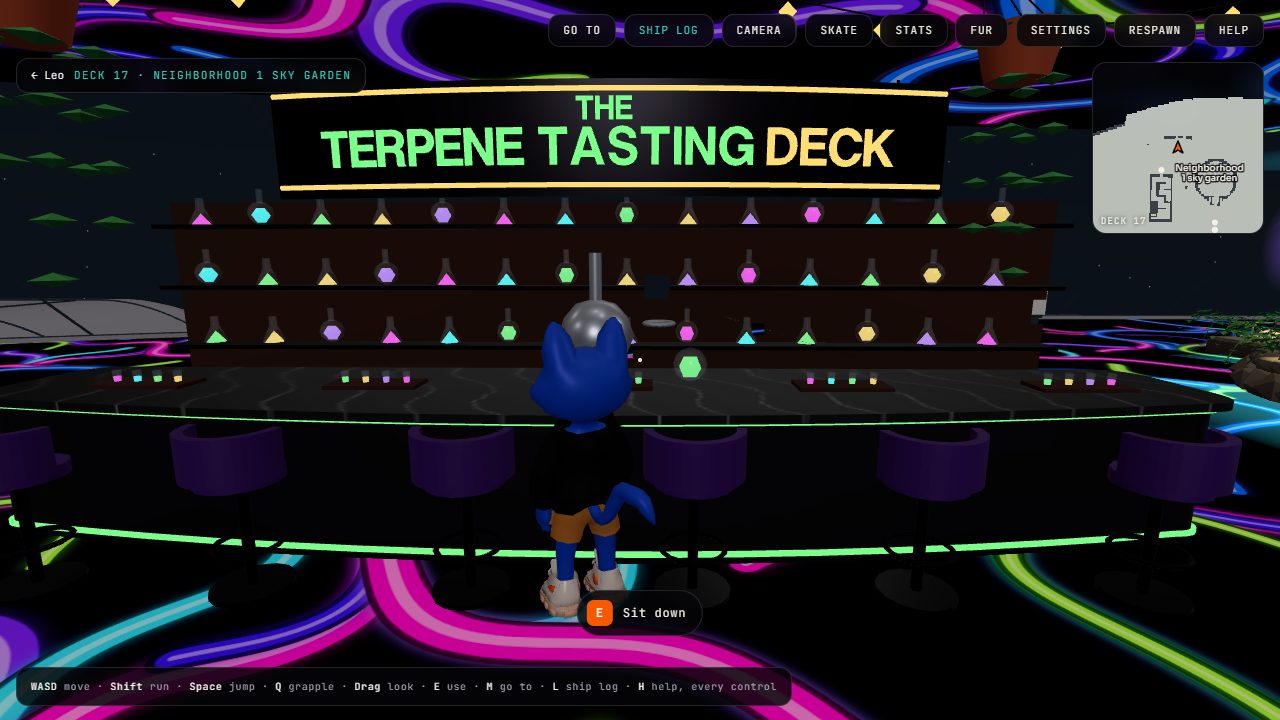 GO TO
SHIP LOG
CAMERA
SKATE
STATS
FUR
SETTINGS
RESPAWN
HELP
← Leo DECK 17 · NEIGHBORHOOD 1 SKY GARDEN
THE
TERPENE TASTING DECK
Neighborhood
1 sky garden
DECK 17
E Sit down
WASD move · Shift run · Space jump · Q grapple · Drag look · E use · M go to · L ship log · H help, every control